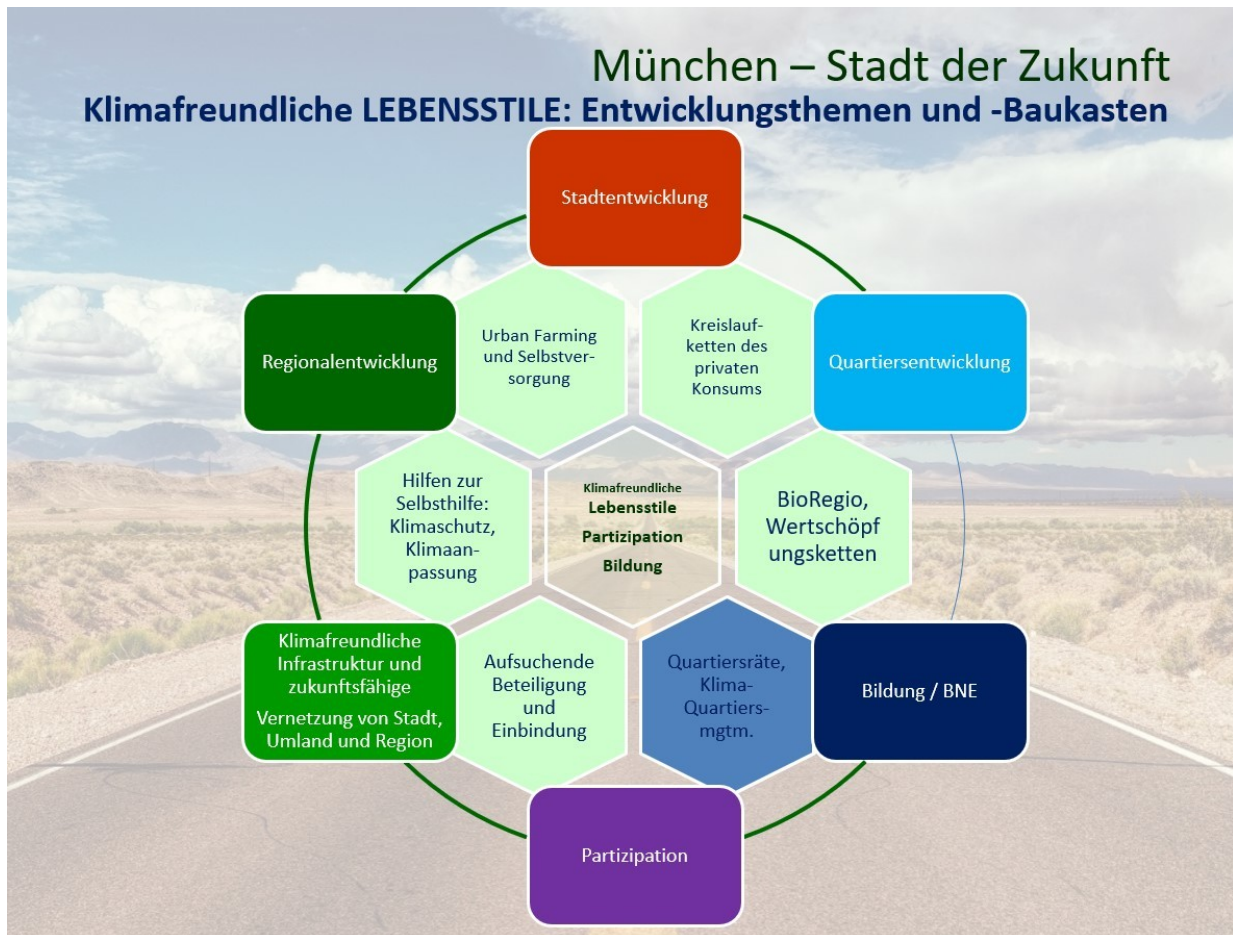 München – Stadt der Zukunft
Klimafreundliche LEBENSSTILE: Entwicklungsthemen und -Baukasten
Stadtentwicklung
Regionalentwicklung
Urban Farming
und Selbstver-
sorgung
Kreislauf-
ketten des
privaten
Konsums
Quartiersentwicklung
Hilfen zur
Selbsthilfe:
Klimaschutz,
Klimaan-
passung
Klimafreundliche
Lebensstile
Partizipation
Bildung
BioRegio,
Wertschöpf
ungsketten
Klimafreundliche
Infrastruktur und
zukunftsfähige
Vernetzung von Stadt,
Umland und Region
Aufsuchende
Beteiligung
und
Einbindung
Quartiersräte,
Klima-
Quartiers-
mgtm.
Bildung / BNE
Partizipation